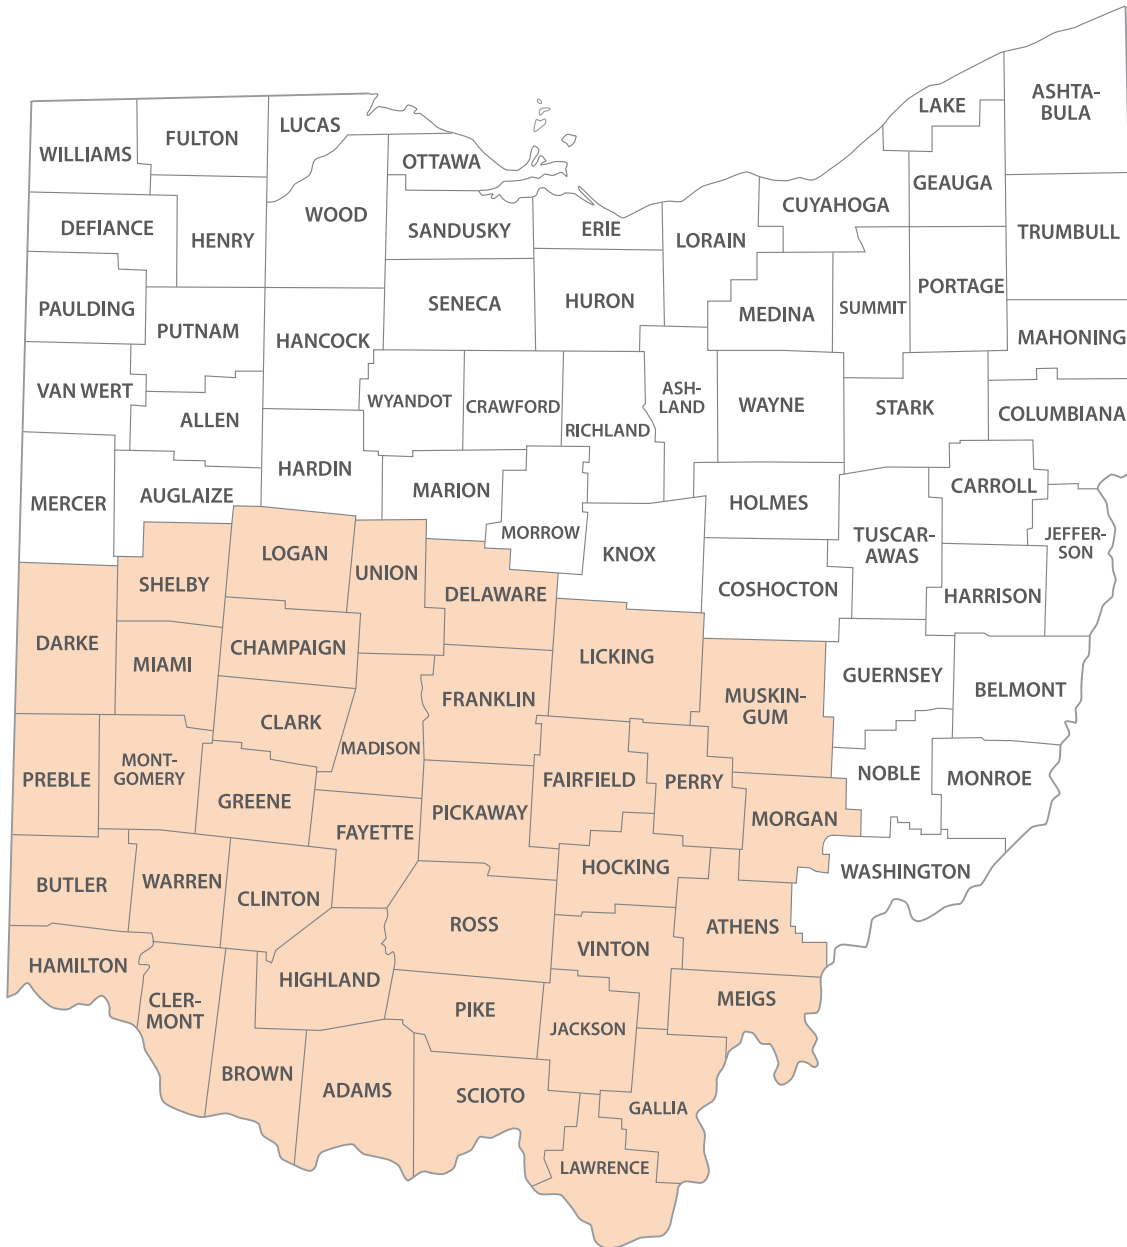 ASHTA-
BULA
LAKE
LUCAS
FULTON
WILLIAMS
OTTAWA
GEAUGA
CUYAHOGA
WOOD
DEFIANCE
HENRY
SANDUSKY
ERIE
LORAIN
TRUMBULL
PORTAGE
SENECA
HURON
PAULDING
MEDINA
SUMMIT
PUTNAM
HANCOCK
MAHONING
VAN WERT
WYANDOT
CRAWFORD
ASH-
LAND
WAYNE
STARK
COLUMBIANA
ALLEN
RICHLAND
HARDIN
MARION
CARROLL
AUGLAIZE
MERCER
HOLMES
MORROW
TUSCAR-
AWAS
JEFFER-
SON
KNOX
LOGAN
UNION
SHELBY
DELAWARE
COSHOCTON
HARRISON
DARKE
CHAMPAIGN
LICKING
MIAMI
GUERNSEY
BELMONT
FRANKLIN
MUSKIN-
GUM
CLARK
MADISON
MONT-
GOMERY
PREBLE
FAIRFIELD
PERRY
NOBLE
MONROE
GREENE
PICKAWAY
MORGAN
FAYETTE
HOCKING
WASHINGTON
BUTLER
WARREN
CLINTON
ROSS
ATHENS
VINTON
HAMILTON
HIGHLAND
MEIGS
CLER-
MONT
PIKE
JACKSON
BROWN
ADAMS
SCIOTO
GALLIA
LAWRENCE